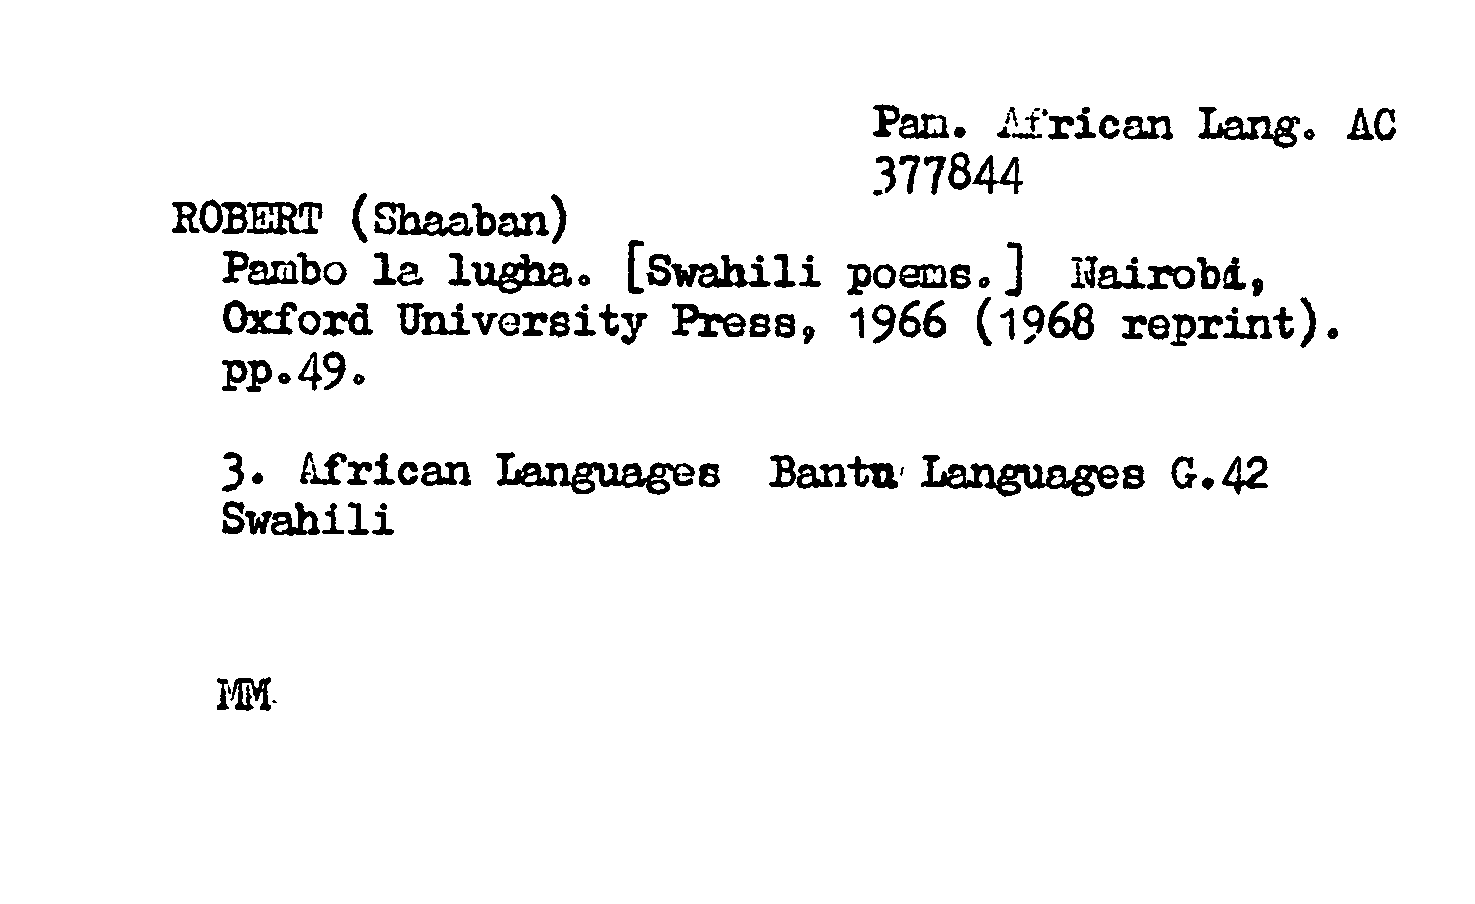 Pam. African Lang. AC
377844
ROBERT (Shaaban)
Pambo la lugha. [Swahili poems.] Nairobi,
Oxford University Press, 1966 (1968 reprint).
pp.49.
3. African Languages Bantu Languages G.42
Swahili
MM